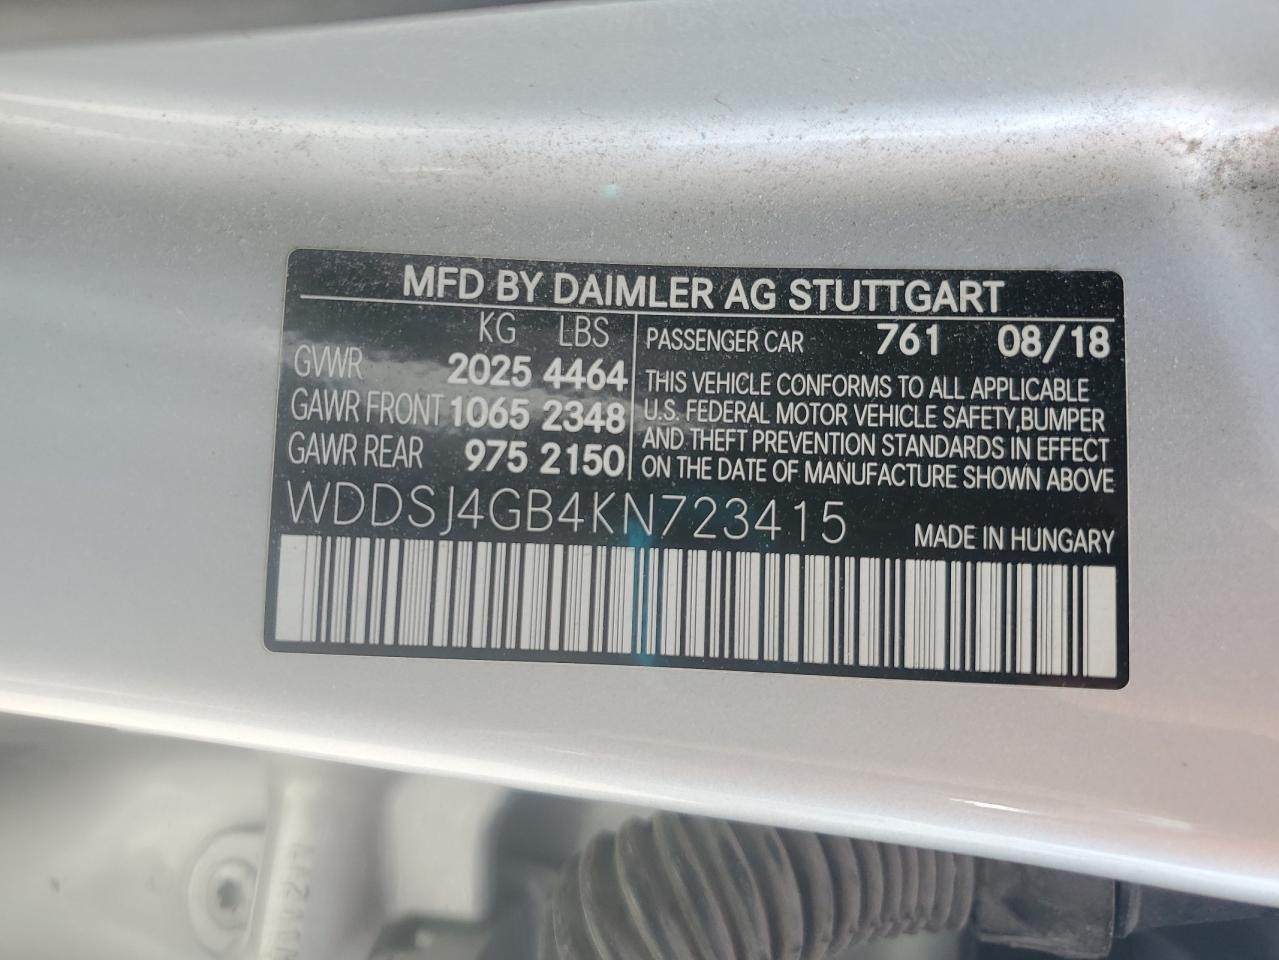 MFD BY DAIMLER AG STUTTGART
KG LBS
GVWR 2025 4464
GAWR FRONT 1065 2348
GAWR REAR 975 2150
PASSENGER CAR 761 08/18
THIS VEHICLE CONFORMS TO ALL APPLICABLE
U.S. FEDERAL MOTOR VEHICLE SAFETY, BUMPER
AND THEFT PREVENTION STANDARDS IN EFFECT
ON THE DATE OF MANUFACTURE SHOWN ABOVE
WDDSJ4GB4KN723415
MADE IN HUNGARY